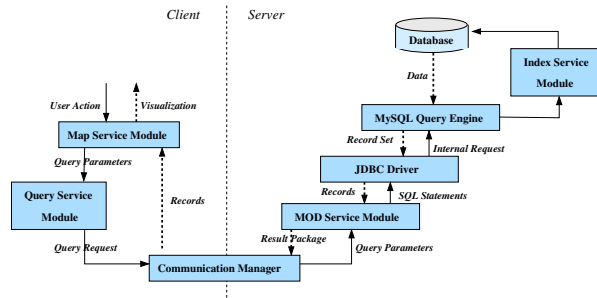 Client
Server
Database
Index Service
Module
Data
User Action
Visualization
MySQL Query Engine
Map Service Module
Record Set
Internal Request
Query Parameters
JDBC Driver
Query Service
Module
Records
Records
SQL Statements
MOD Service Module
Query Request
Result Package
Query Parameters
Communication Manager